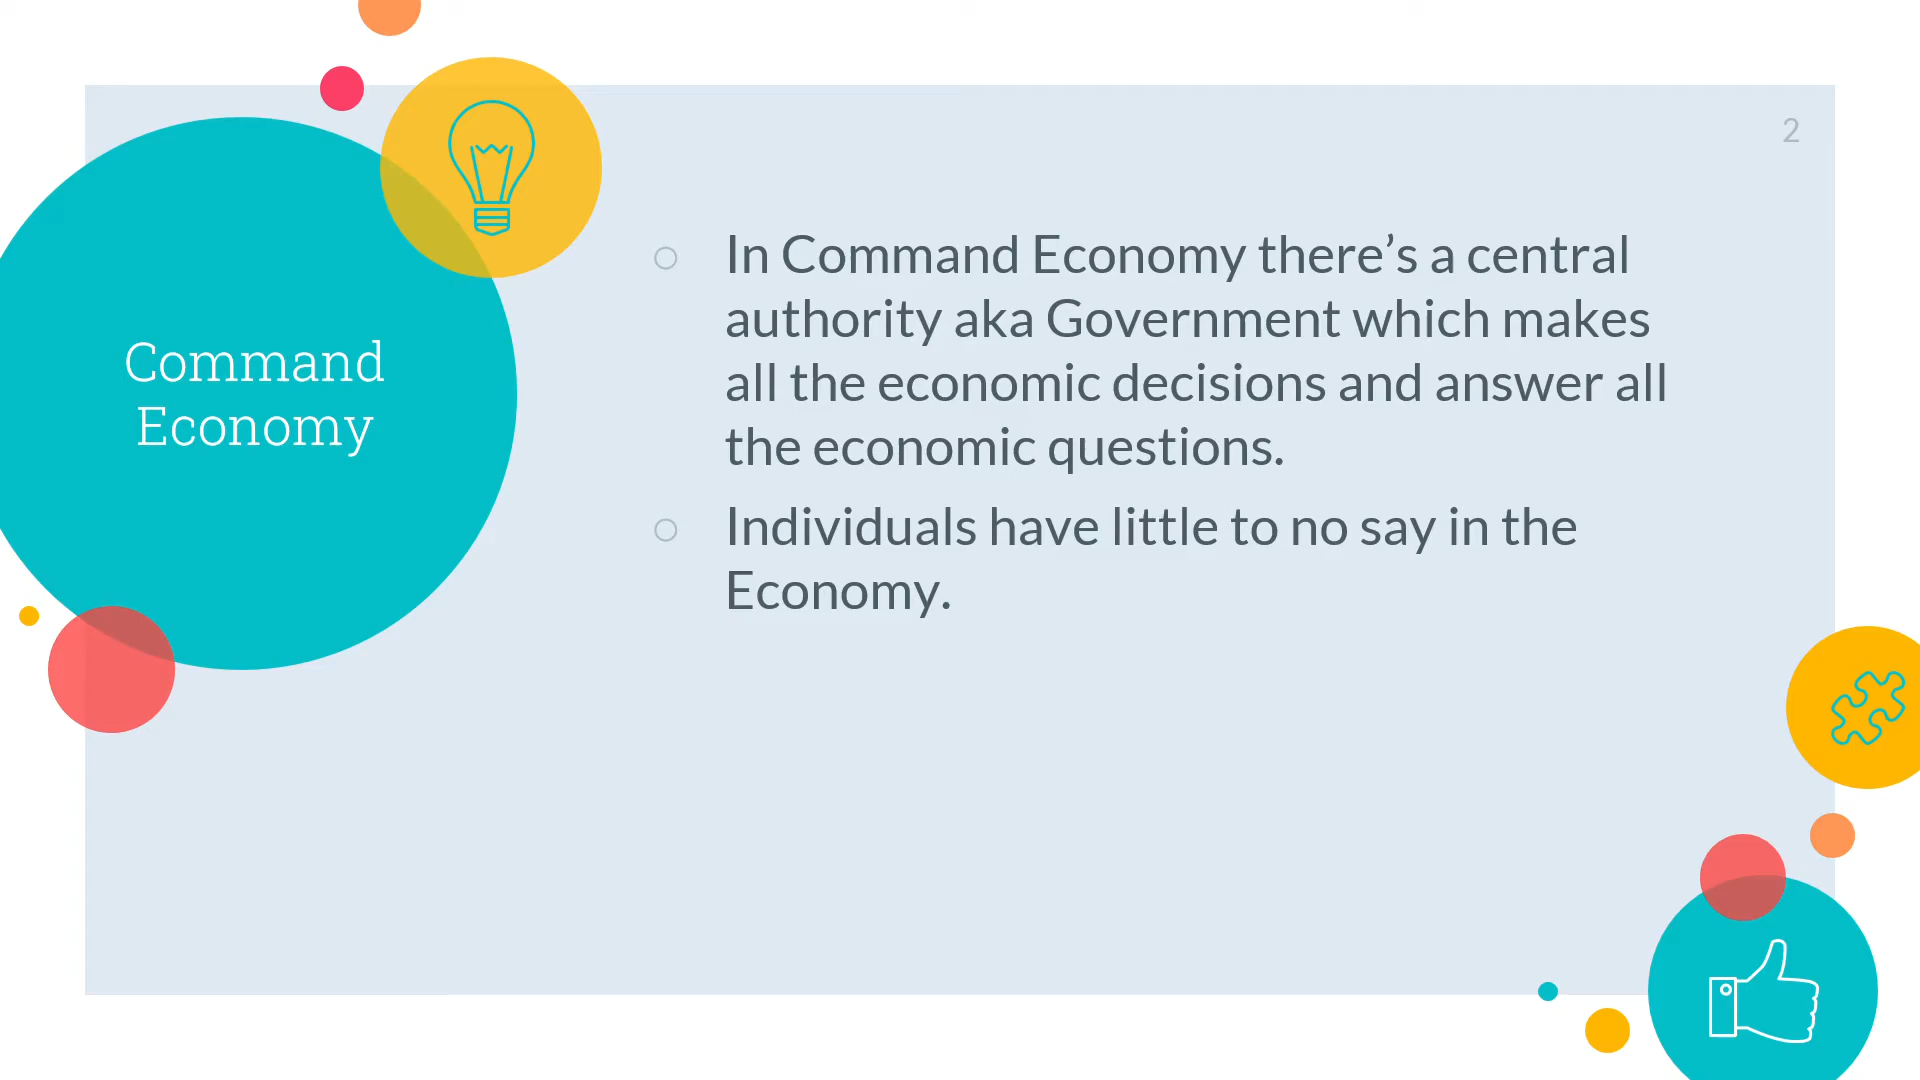 2
Command
Economy
○ In Command Economy there’s a central
authority aka Government which makes
all the economic decisions and answer all
the economic questions.
○ Individuals have little to no say in the
Economy.